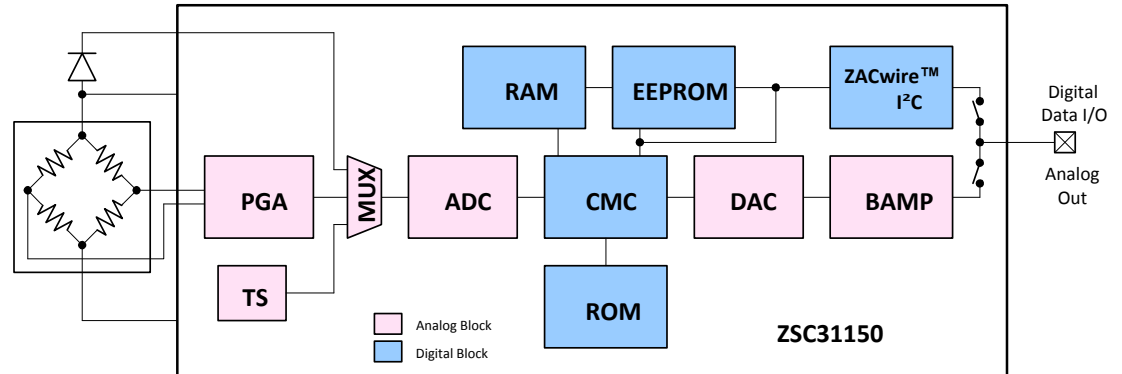 RAM
EEPROM
ZACwire™
I²C
Digital
Data I/O
Analog
Out
PGA
MUX
ADC
CMC
DAC
BAMP
TS
ROM
Analog Block
Digital Block
ZSC31150